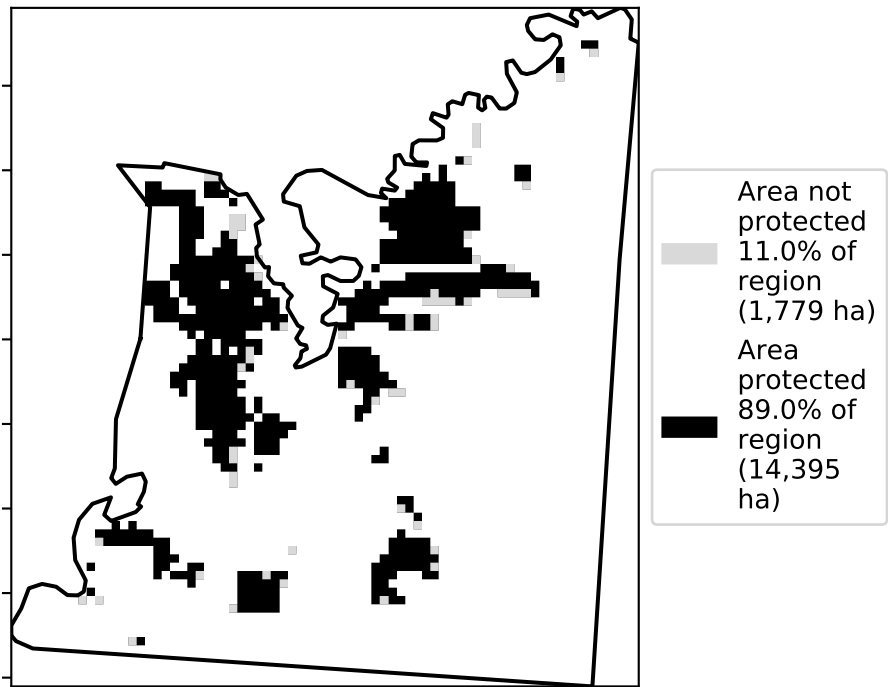 Area not
protected
11.0% of
region
(1,779 ha)
Area
protected
89.0% of
region
(14,395
ha)